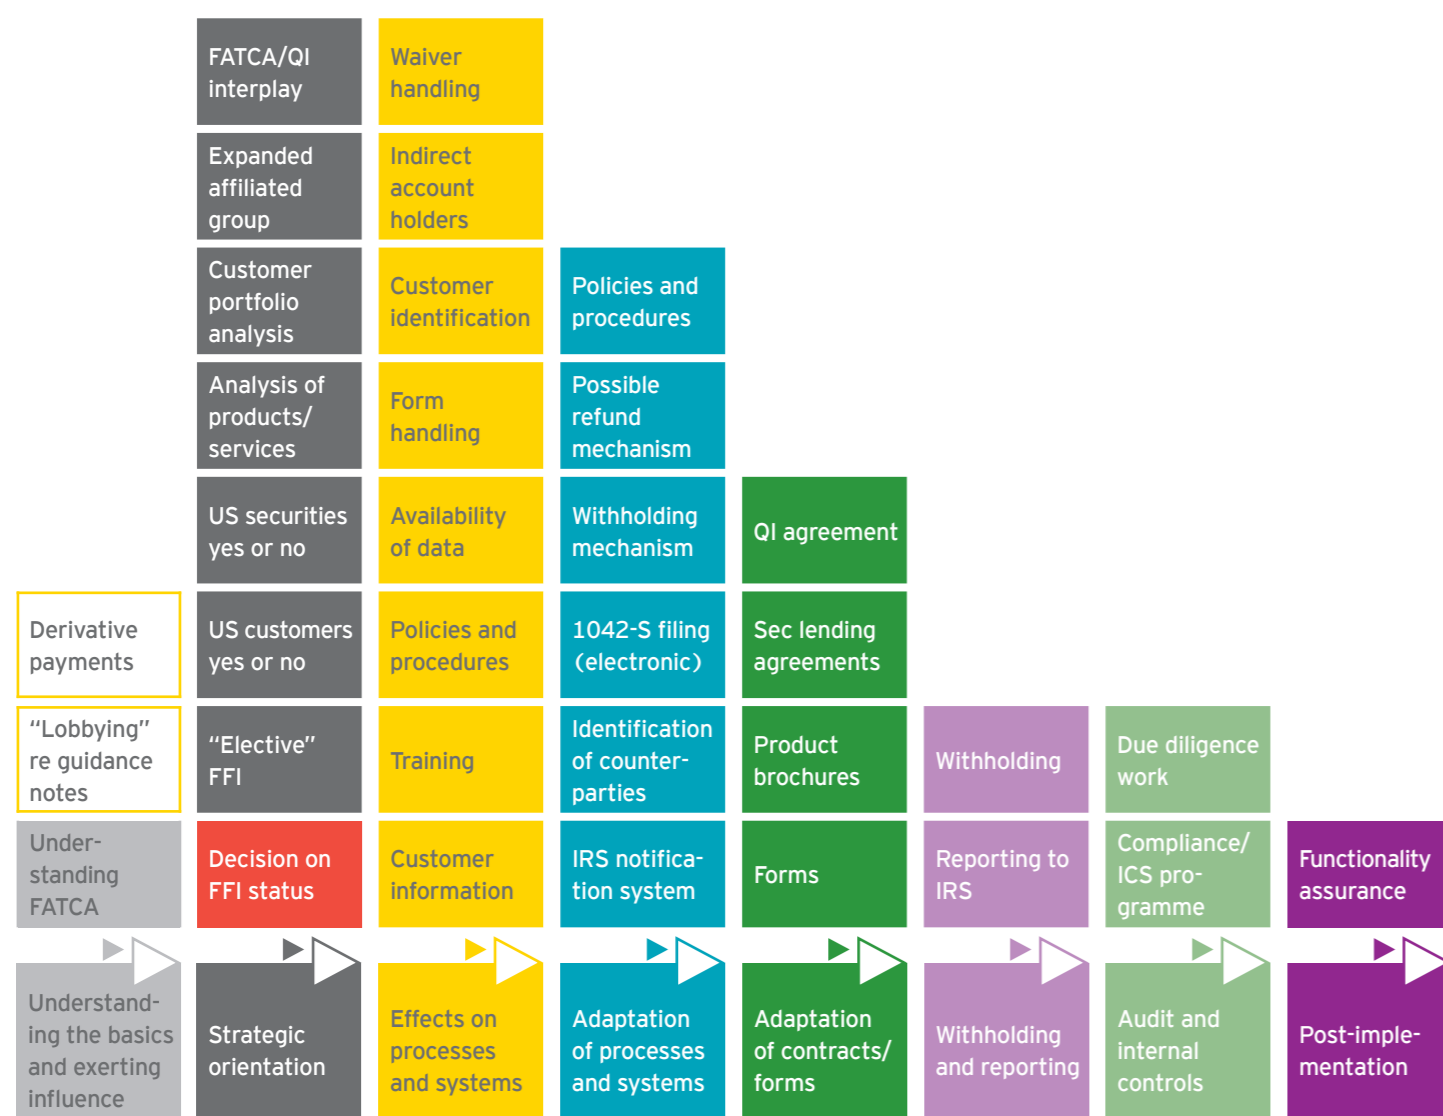 FATCA/QI
interplay
Waiver
handling
Expanded
affiliated
group
Indirect
account
holders
Customer
portfolio
analysis
Customer
identification
Policies and
procedures
Analysis of
products/
services
Form
handling
Possible
refund
mechanism
US securities
yes or no
Availability
of data
Withholding
mechanism
QI agreement
Derivative
payments
US customers
yes or no
Policies and
procedures
1042-S filing
(electronic)
Sec lending
agreements
“Lobbying”
re guidance
notes
“Elective”
FFI
Training
Identification
of counter-
parties
Product
brochures
Withholding
Due diligence
work
Under-
standing
FATCA
Decision on
FFI status
Customer
information
IRS notifica-
tion system
Forms
Reporting to
IRS
Compliance/
ICS pro-
gramme
Functionality
assurance
Understand-
ing the basics
and exerting
influence
Strategic
orientation
Effects on
processes
and systems
Adaptation
of processes
and systems
Adaptation
of contracts/
forms
Withholding
and reporting
Audit and
internal
controls
Post-imple-
mentation